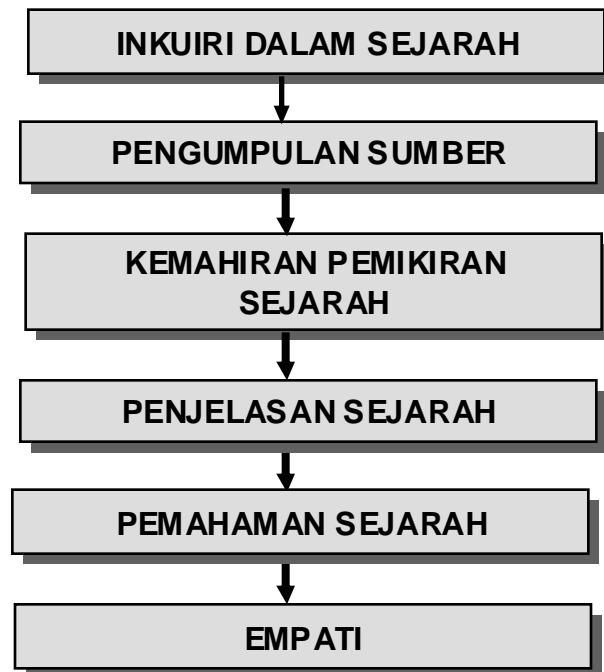 INKUIRI DALAM SEJARAH
PENGUMPULAN SUMBER
KEMAHIRAN PEMIKIRAN
SEJARAH
PENJELASAN SEJARAH
PEMAHAMAN SEJARAH
EMPATI